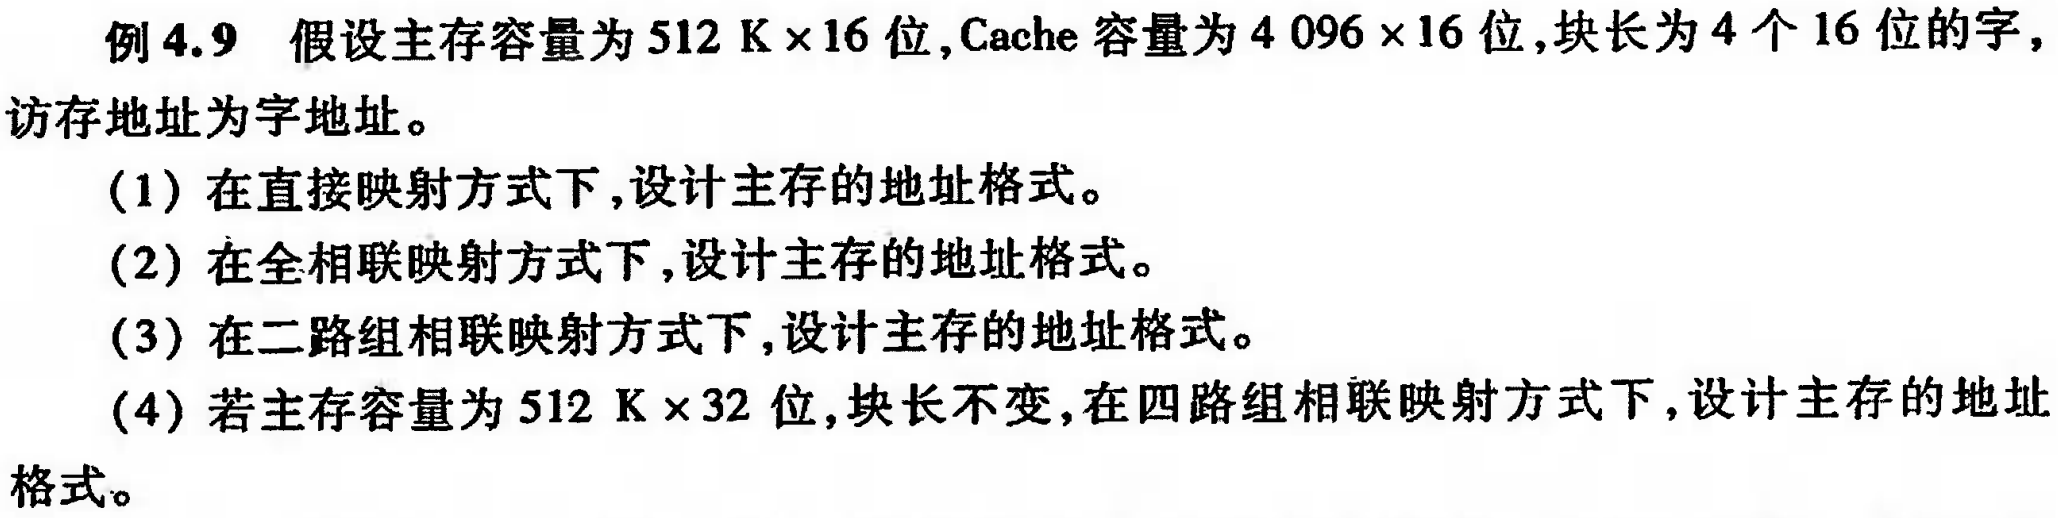 例 4.9 假设主存容量为 512 K × 16 位,Cache 容量为 4 096 × 16 位,块长为 4 个 16 位的字,
访存地址为字地址。
(1) 在直接映射方式下,设计主存的地址格式。
(2) 在全相联映射方式下,设计主存的地址格式。
(3) 在二路组相联映射方式下,设计主存的地址格式。
(4) 若主存容量为 512 K × 32 位,块长不变,在四路组相联映射方式下,设计主存的地址
格式。